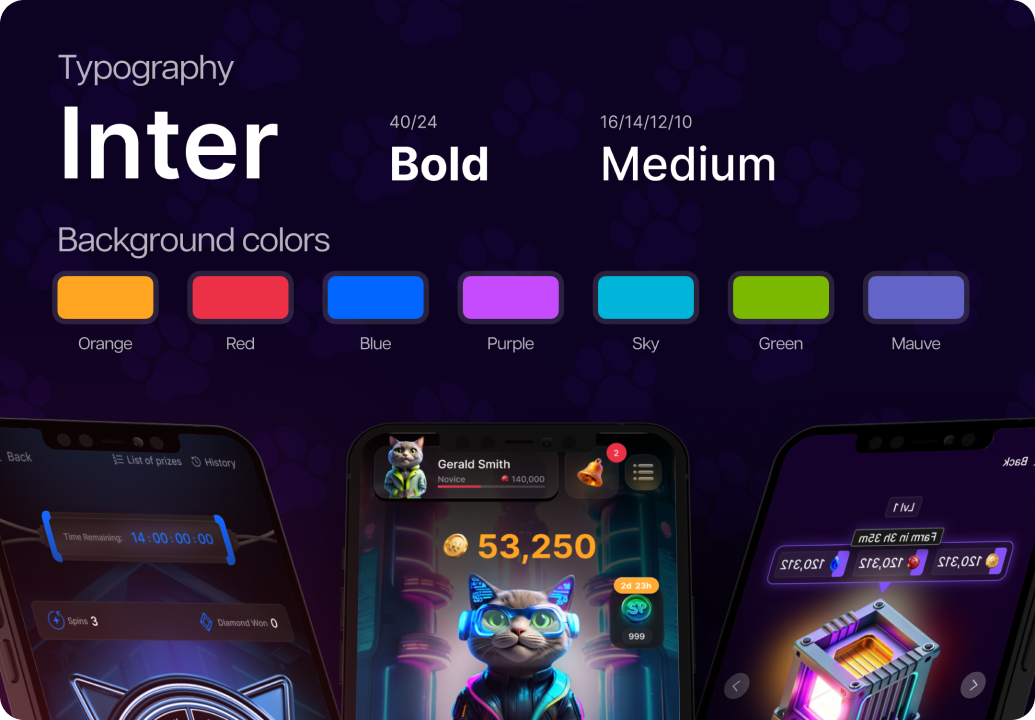 Typography
Inter
40/24
Bold
16/14/12/10
Medium
Background colors
Orange
Red
Blue
Purple
Sky
Green
Mauve
Back
List of prizes
History
Time Remaining:
14:00:00:00
Spins 3
Diamond Won 0
Gerald Smith
Novice
140,000
2
53,250
2d 23h
SP
999
Back
Lvl 1
Farm in 3h 35m
120,312
120,312
120,312